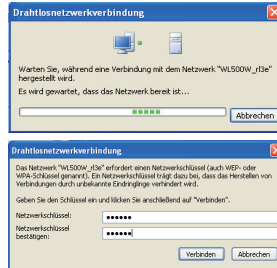 Drahtlosnetzwerkverbindung
Warten Sie, während eine Verbindung mit dem Netzwerk "WL500W_rl3e"
hergestellt wird.
Es wird gewartet, dass das Netzwerk bereit ist...
Abbrechen
Drahtlosnetzwerkverbindung
Das Netzwerk "WL500W_rl3e" erfordert einen Netzwerkschlüssel (auch WEP- oder
WPA-Schlüssel genannt). Ein Netzwerkschlüssel trägt dazu bei, dass das Herstellen von
Verbindungen durch unbekannte Eindringlinge verhindert wird.
Geben Sie den Schlüssel ein und klicken Sie anschließend auf "Verbinden".
Netzwerkschlüssel: ••••••
Netzwerkschlüssel
bestätigen: ••••••
Verbinden Abbrechen